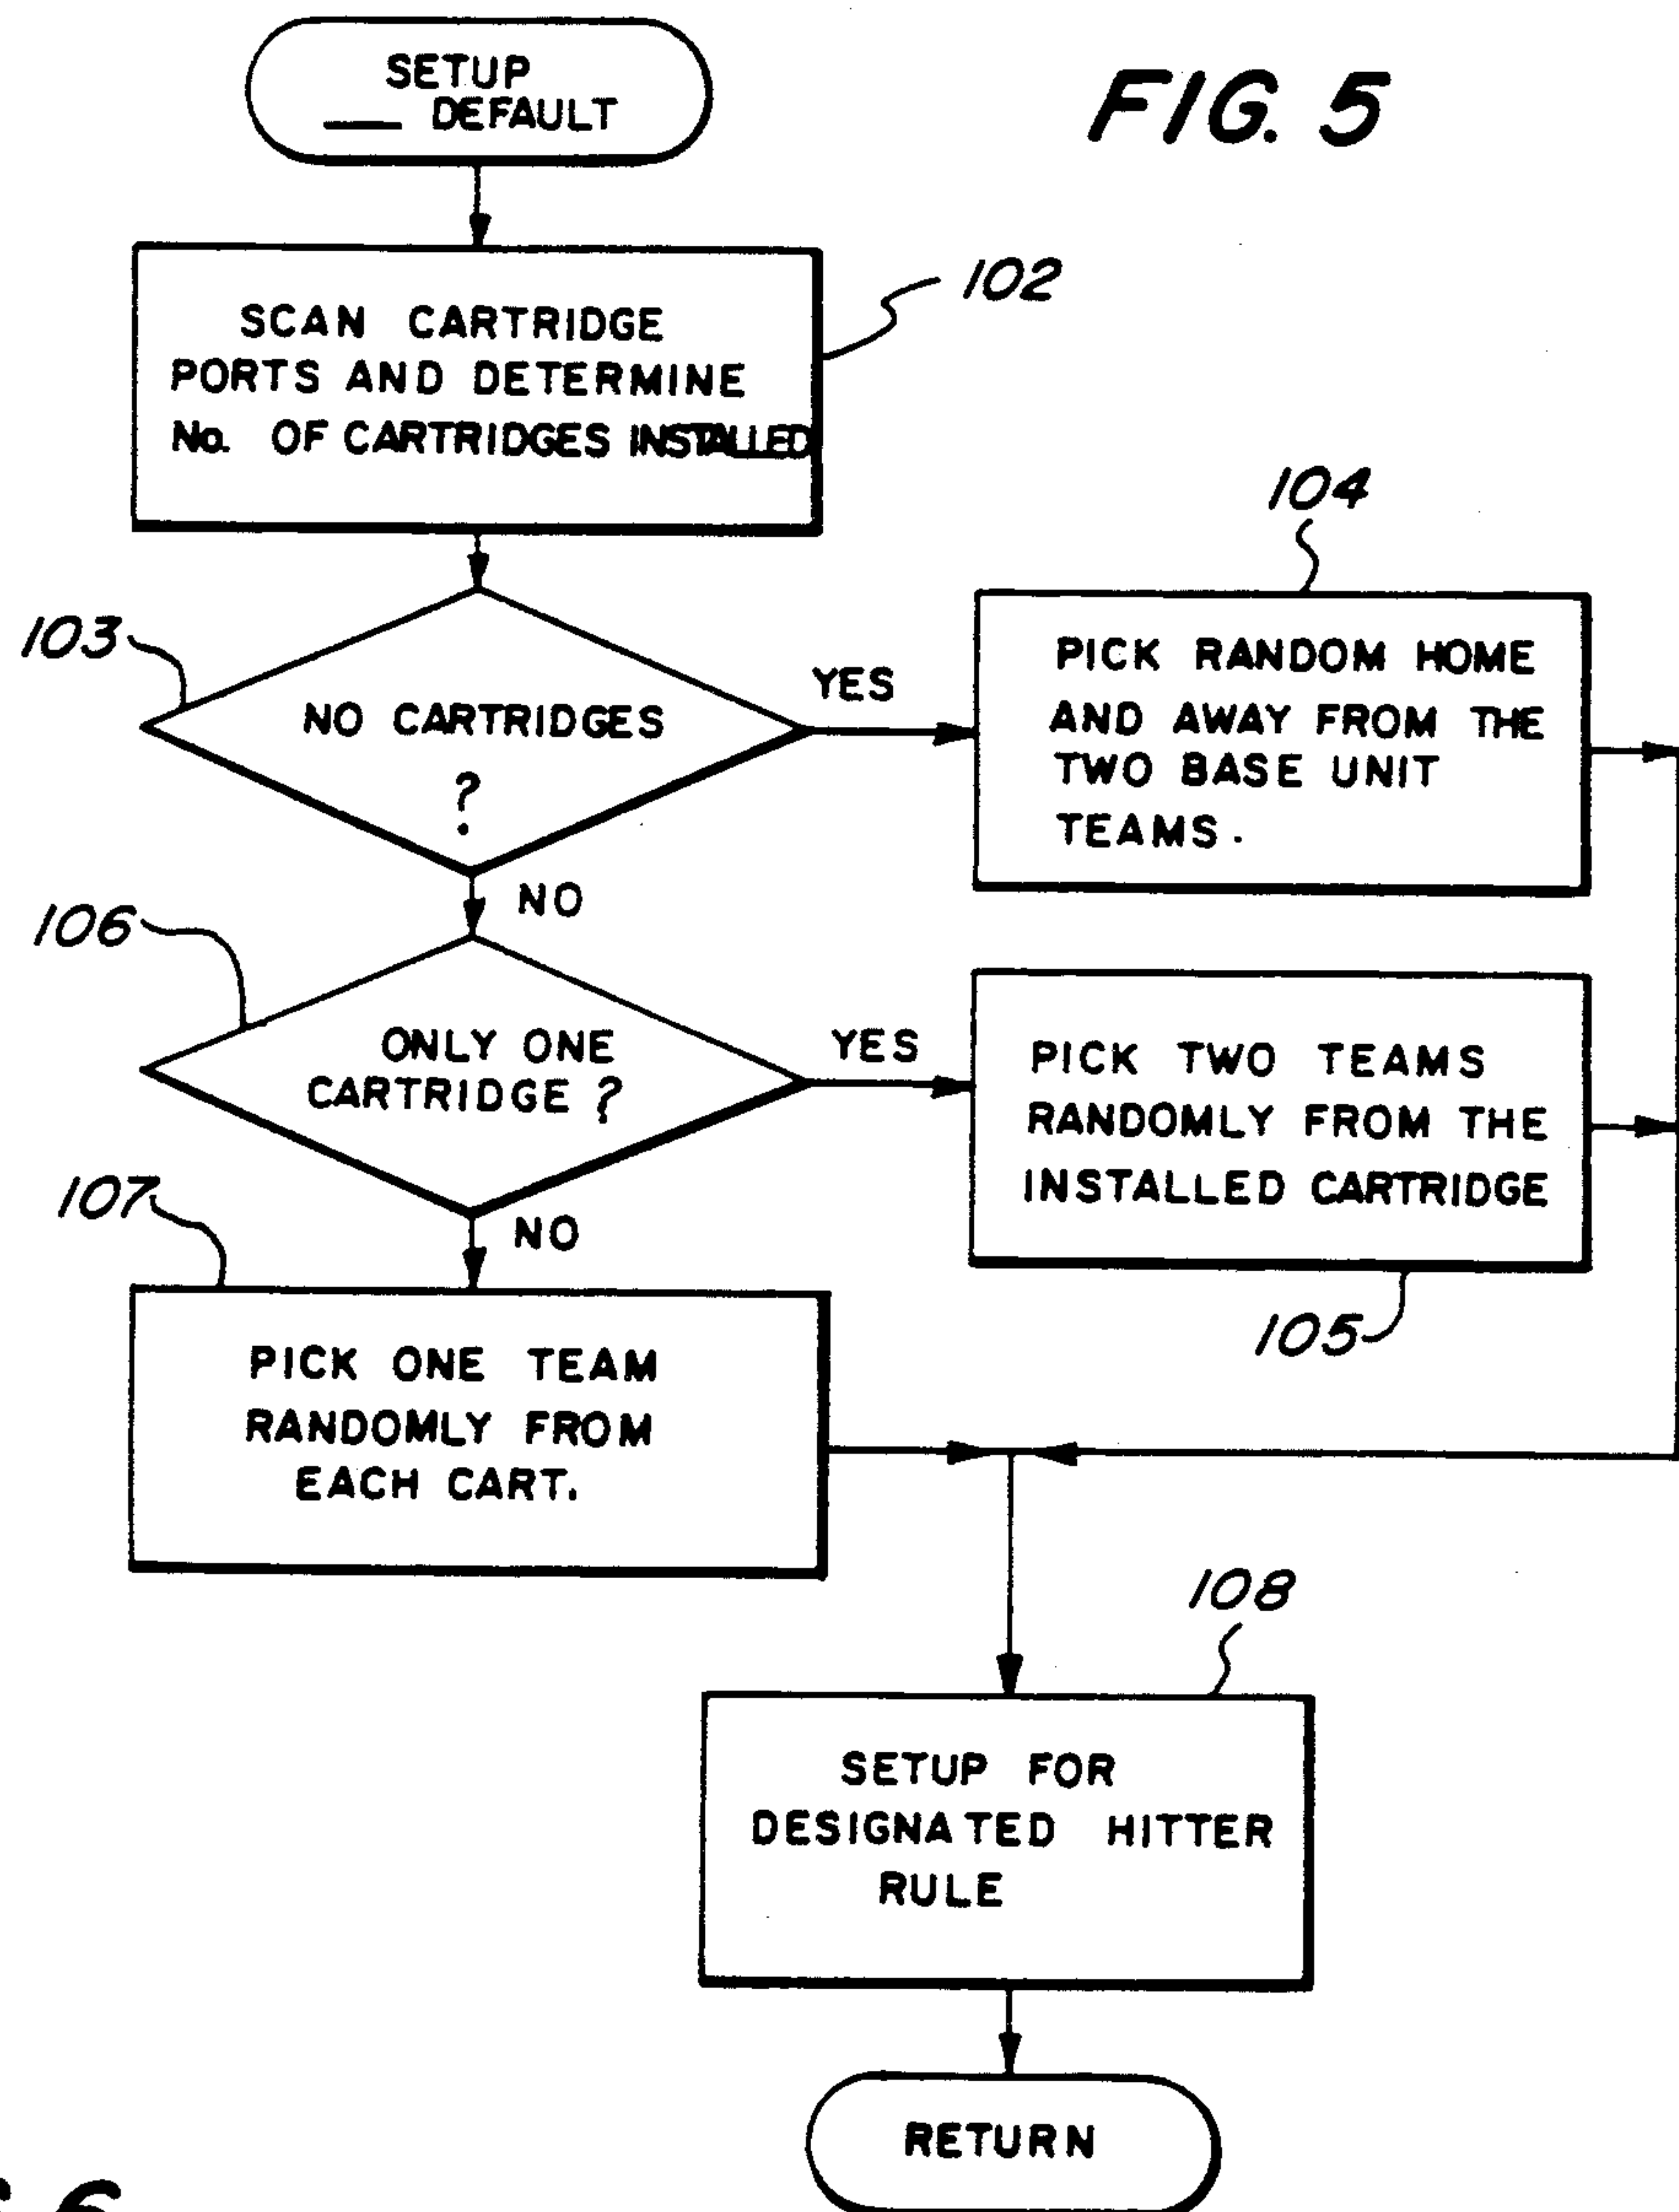 SETUP
__ DEFAULT
FIG. 5
SCAN CARTRIDGE
PORTS AND DETERMINE
No. OF CARTRIDGES INSTALLED
102
103
NO CARTRIDGES
?
YES
104
PICK RANDOM HOME
AND AWAY FROM THE
TWO BASE UNIT
TEAMS.
NO
106
ONLY ONE
CARTRIDGE ?
YES
PICK TWO TEAMS
RANDOMLY FROM THE
INSTALLED CARTRIDGE
105
NO
107
PICK ONE TEAM
RANDOMLY FROM
EACH CART.
108
SETUP FOR
DESIGNATED HITTER
RULE
RETURN